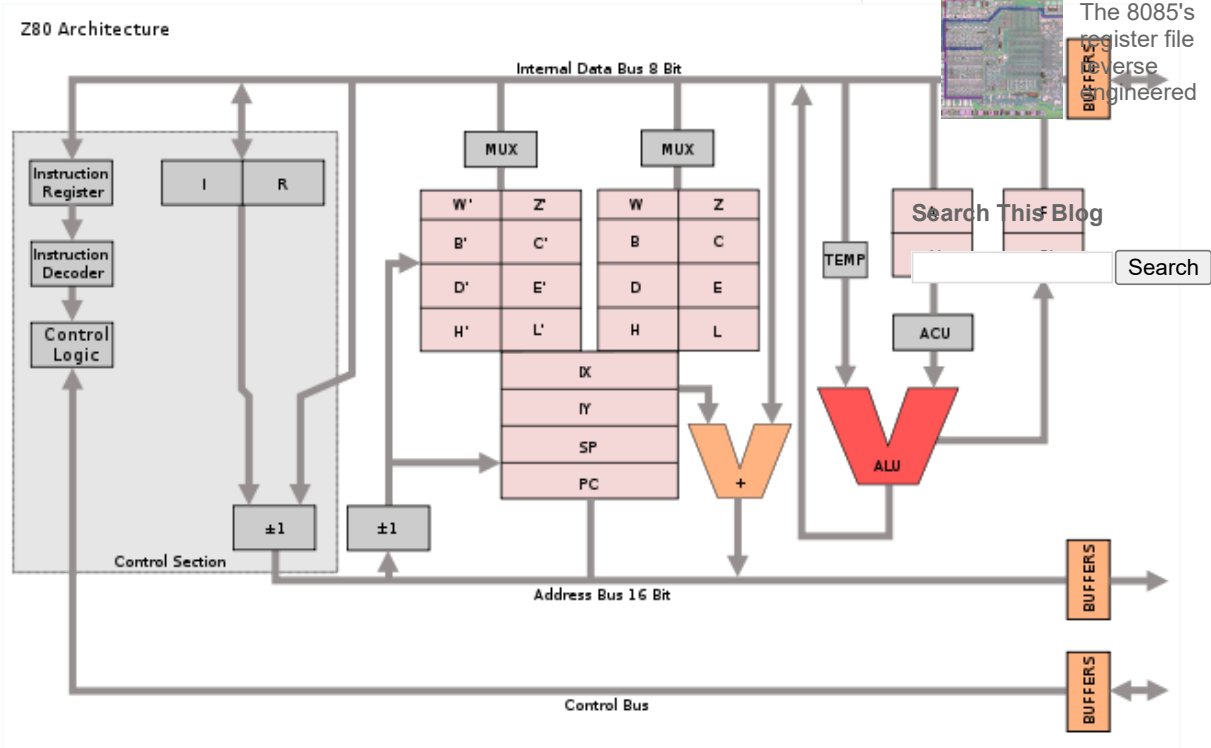 The 8085's
register file
reverse
engineered
Z80 Architecture
Internal Data Bus 8 Bit
BUFFERS
MUX
MUX
Instruction
Register
I
R
W'
Z'
W
Z
Search This Blog
F
B'
C'
B
C
Instruction
Decoder
TEMP
Search
D'
E'
D
E
H'
L'
H
L
ACU
Control
Logic
IX
IY
SP
ALU
PC
+
±1
±1
Control Section
Address Bus 16 Bit
BUFFERS
Control Bus
BUFFERS